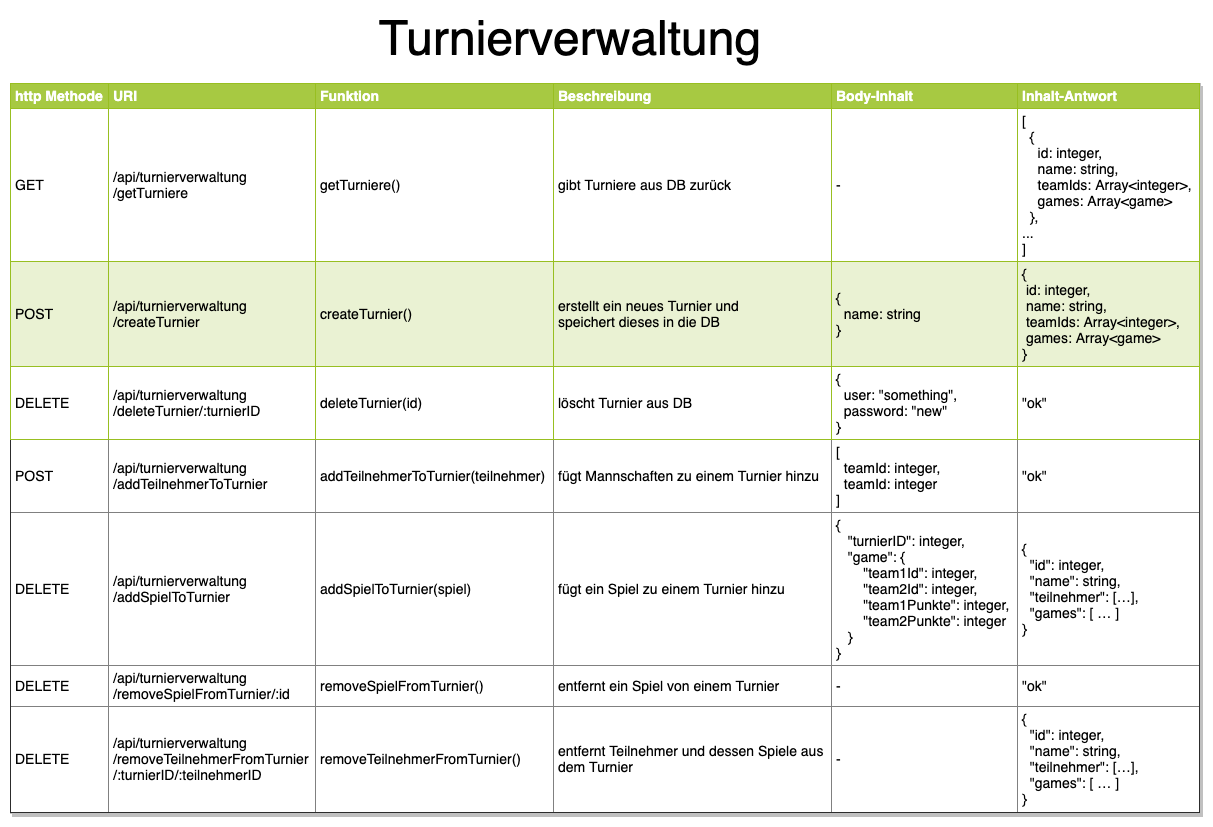 Turnierverwaltung
http Methode URI Funktion Beschreibung Body-Inhalt Inhalt-Antwort
GET
/api/turnierverwaltung
/getTurniere
getTurniere()
gibt Turniere aus DB zurück
-
[
{
id: integer,
name: string,
teamIds: Array<integer>,
games: Array<game>
},
...
]
POST
/api/turnierverwaltung
/createTurnier
createTurnier()
erstellt ein neues Turnier und
speichert dieses in die DB
{
name: string
}
{
id: integer,
name: string,
teamIds: Array<integer>,
games: Array<game>
}
DELETE
/api/turnierverwaltung
/deleteTurnier/:turnierID
deleteTurnier(id)
löscht Turnier aus DB
{
user: "something",
password: "new"
}
"ok"
POST
/api/turnierverwaltung
/addTeilnehmerToTurnier
addTeilnehmerToTurnier(teilnehmer)
fügt Mannschaften zu einem Turnier hinzu
[
teamId: integer,
teamId: integer
]
"ok"
DELETE
/api/turnierverwaltung
/addSpielToTurnier
addSpielToTurnier(spiel)
fügt ein Spiel zu einem Turnier hinzu
{
"turnierID": integer,
"game": {
"team1Id": integer,
"team2Id": integer,
"team1Punkte": integer,
"team2Punkte": integer
}
}
{
"id": integer,
"name": string,
"teilnehmer": […],
"games": [ … ]
}
DELETE
/api/turnierverwaltung
/removeSpielFromTurnier/:id
removeSpielFromTurnier()
entfernt ein Spiel von einem Turnier
-
"ok"
DELETE
/api/turnierverwaltung
/removeTeilnehmerFromTurnier
/:turnierID/:teilnehmerID
removeTeilnehmerFromTurnier()
entfernt Teilnehmer und dessen Spiele aus
dem Turnier
-
{
"id": integer,
"name": string,
"teilnehmer": […],
"games": [ … ]
}